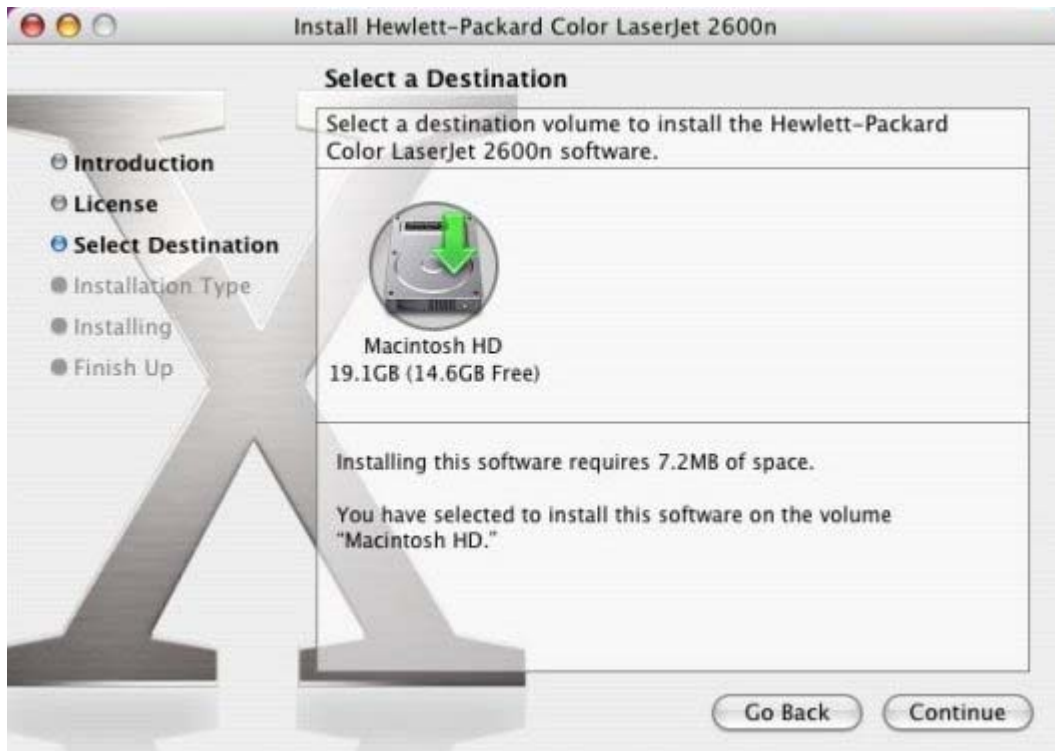 Install Hewlett-Packard Color LaserJet 2600n
Select a Destination
Introduction
License
Select Destination
Installation Type
Installing
Finish Up
Select a destination volume to install the Hewlett-Packard
Color LaserJet 2600n software.
Macintosh HD
19.1GB (14.6GB Free)
Installing this software requires 7.2MB of space.
You have selected to install this software on the volume
“Macintosh HD.”
Go Back
Continue